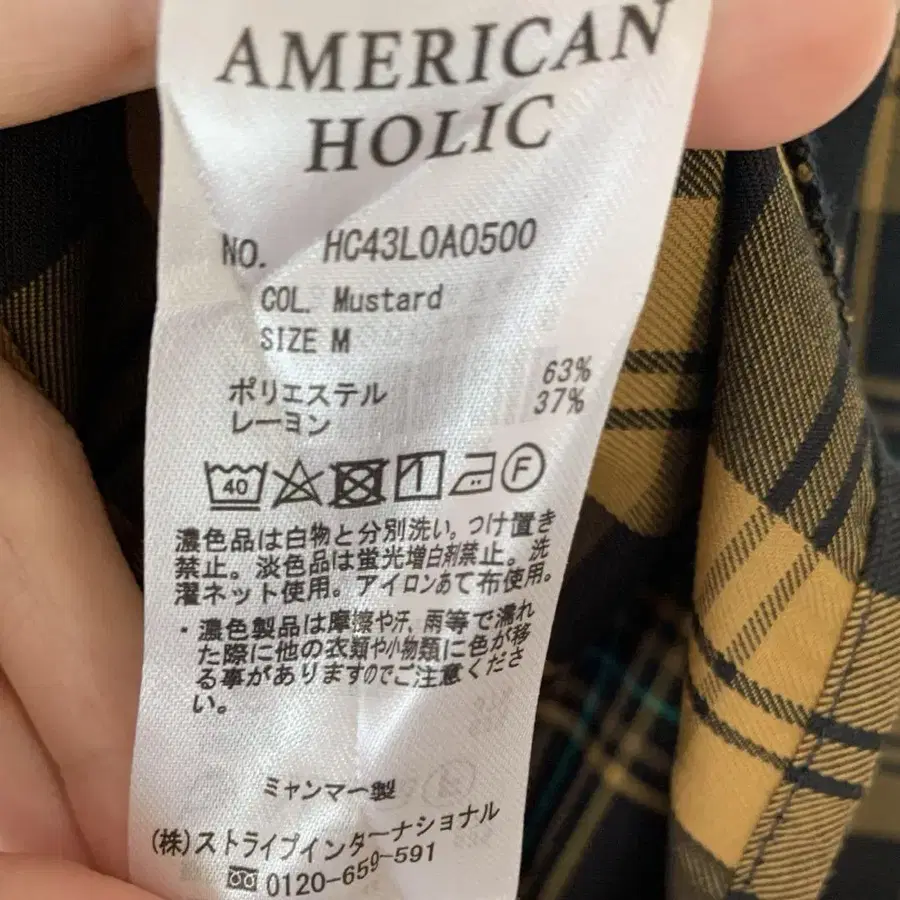 AMERICAN
HOLIC
NO. HC43L0A0500
COL. Mustard
SIZE M
ポリエステル 63%
レーヨン 37%
40 F
濃色品は白物と分別洗い。つけ置き
禁止。淡色品は蛍光増白剤禁止。洗
濯ネット使用。アイロンあて布使用。
・濃色製品は摩擦や汗、雨等で濡れ
た際に他の衣類や小物類に色が移
る事がありますのでご注意くださ
い。
ミャンマー製
(株)ストライプインターナショナル
0120-659-591